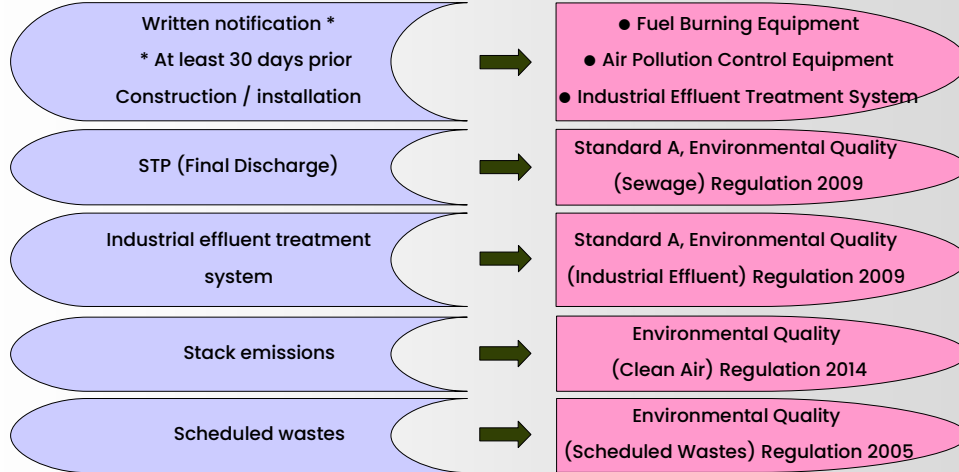 Written notification *
* At least 30 days prior
Construction / installation
● Fuel Burning Equipment
● Air Pollution Control Equipment
● Industrial Effluent Treatment System
STP (Final Discharge)
Standard A, Environmental Quality
(Sewage) Regulation 2009
Industrial effluent treatment
system
Standard A, Environmental Quality
(Industrial Effluent) Regulation 2009
Stack emissions
Environmental Quality
(Clean Air) Regulation 2014
Scheduled wastes
Environmental Quality
(Scheduled Wastes) Regulation 2005